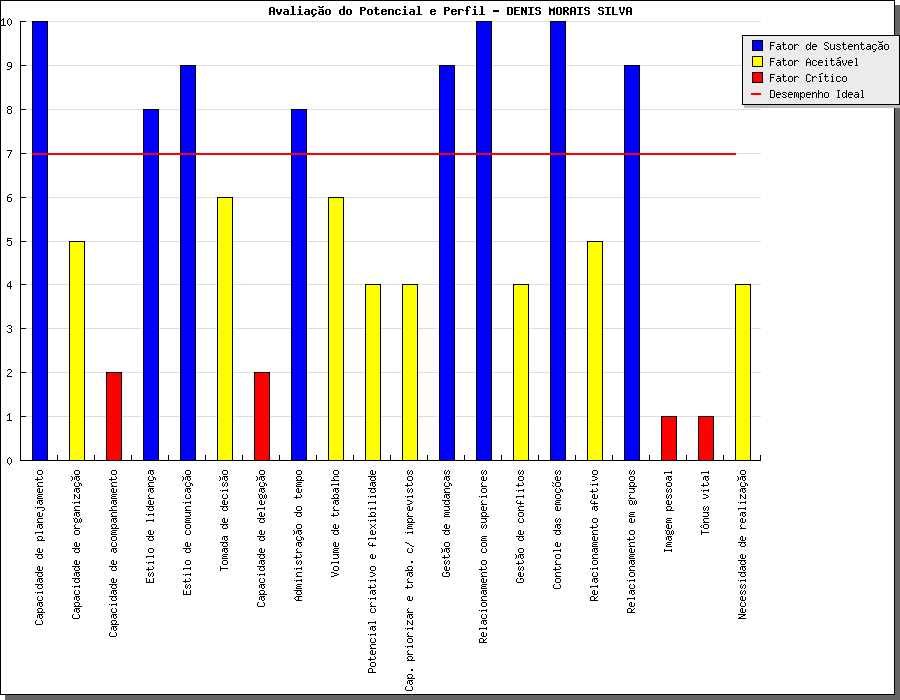 Avaliação do Potencial e Perfil - DENIS MORAIS SILVA
Fator de Sustentação
Fator Aceitável
Fator Crítico
Desempenho Ideal
10
9
8
7
6
5
4
3
2
1
0
Capacidade de planejamento
Capacidade de organização
Capacidade de acompanhamento
Estilo de liderança
Estilo de comunicação
Tomada de decisão
Capacidade de delegação
Administração do tempo
Volume de trabalho
Potencial criativo e flexibilidade
Cap. priorizar e trab. c/ imprevistos
Gestão de mudanças
Relacionamento com superiores
Gestão de conflitos
Controle das emoções
Relacionamento afetivo
Relacionamento em grupos
Imagem pessoal
Tônus vital
Necessidade de realização